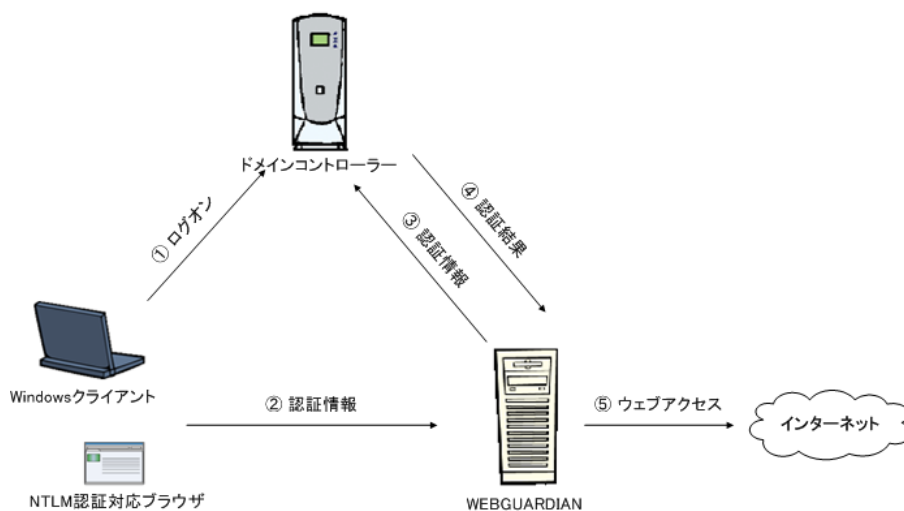 ドメインコントローラー
① ログオン
③ 認証情報
④ 認証結果
Windowsクライアント
② 認証情報
⑤ ウェブアクセス
インターネット
NTLM認証対応ブラウザ
WEBGUARDIAN